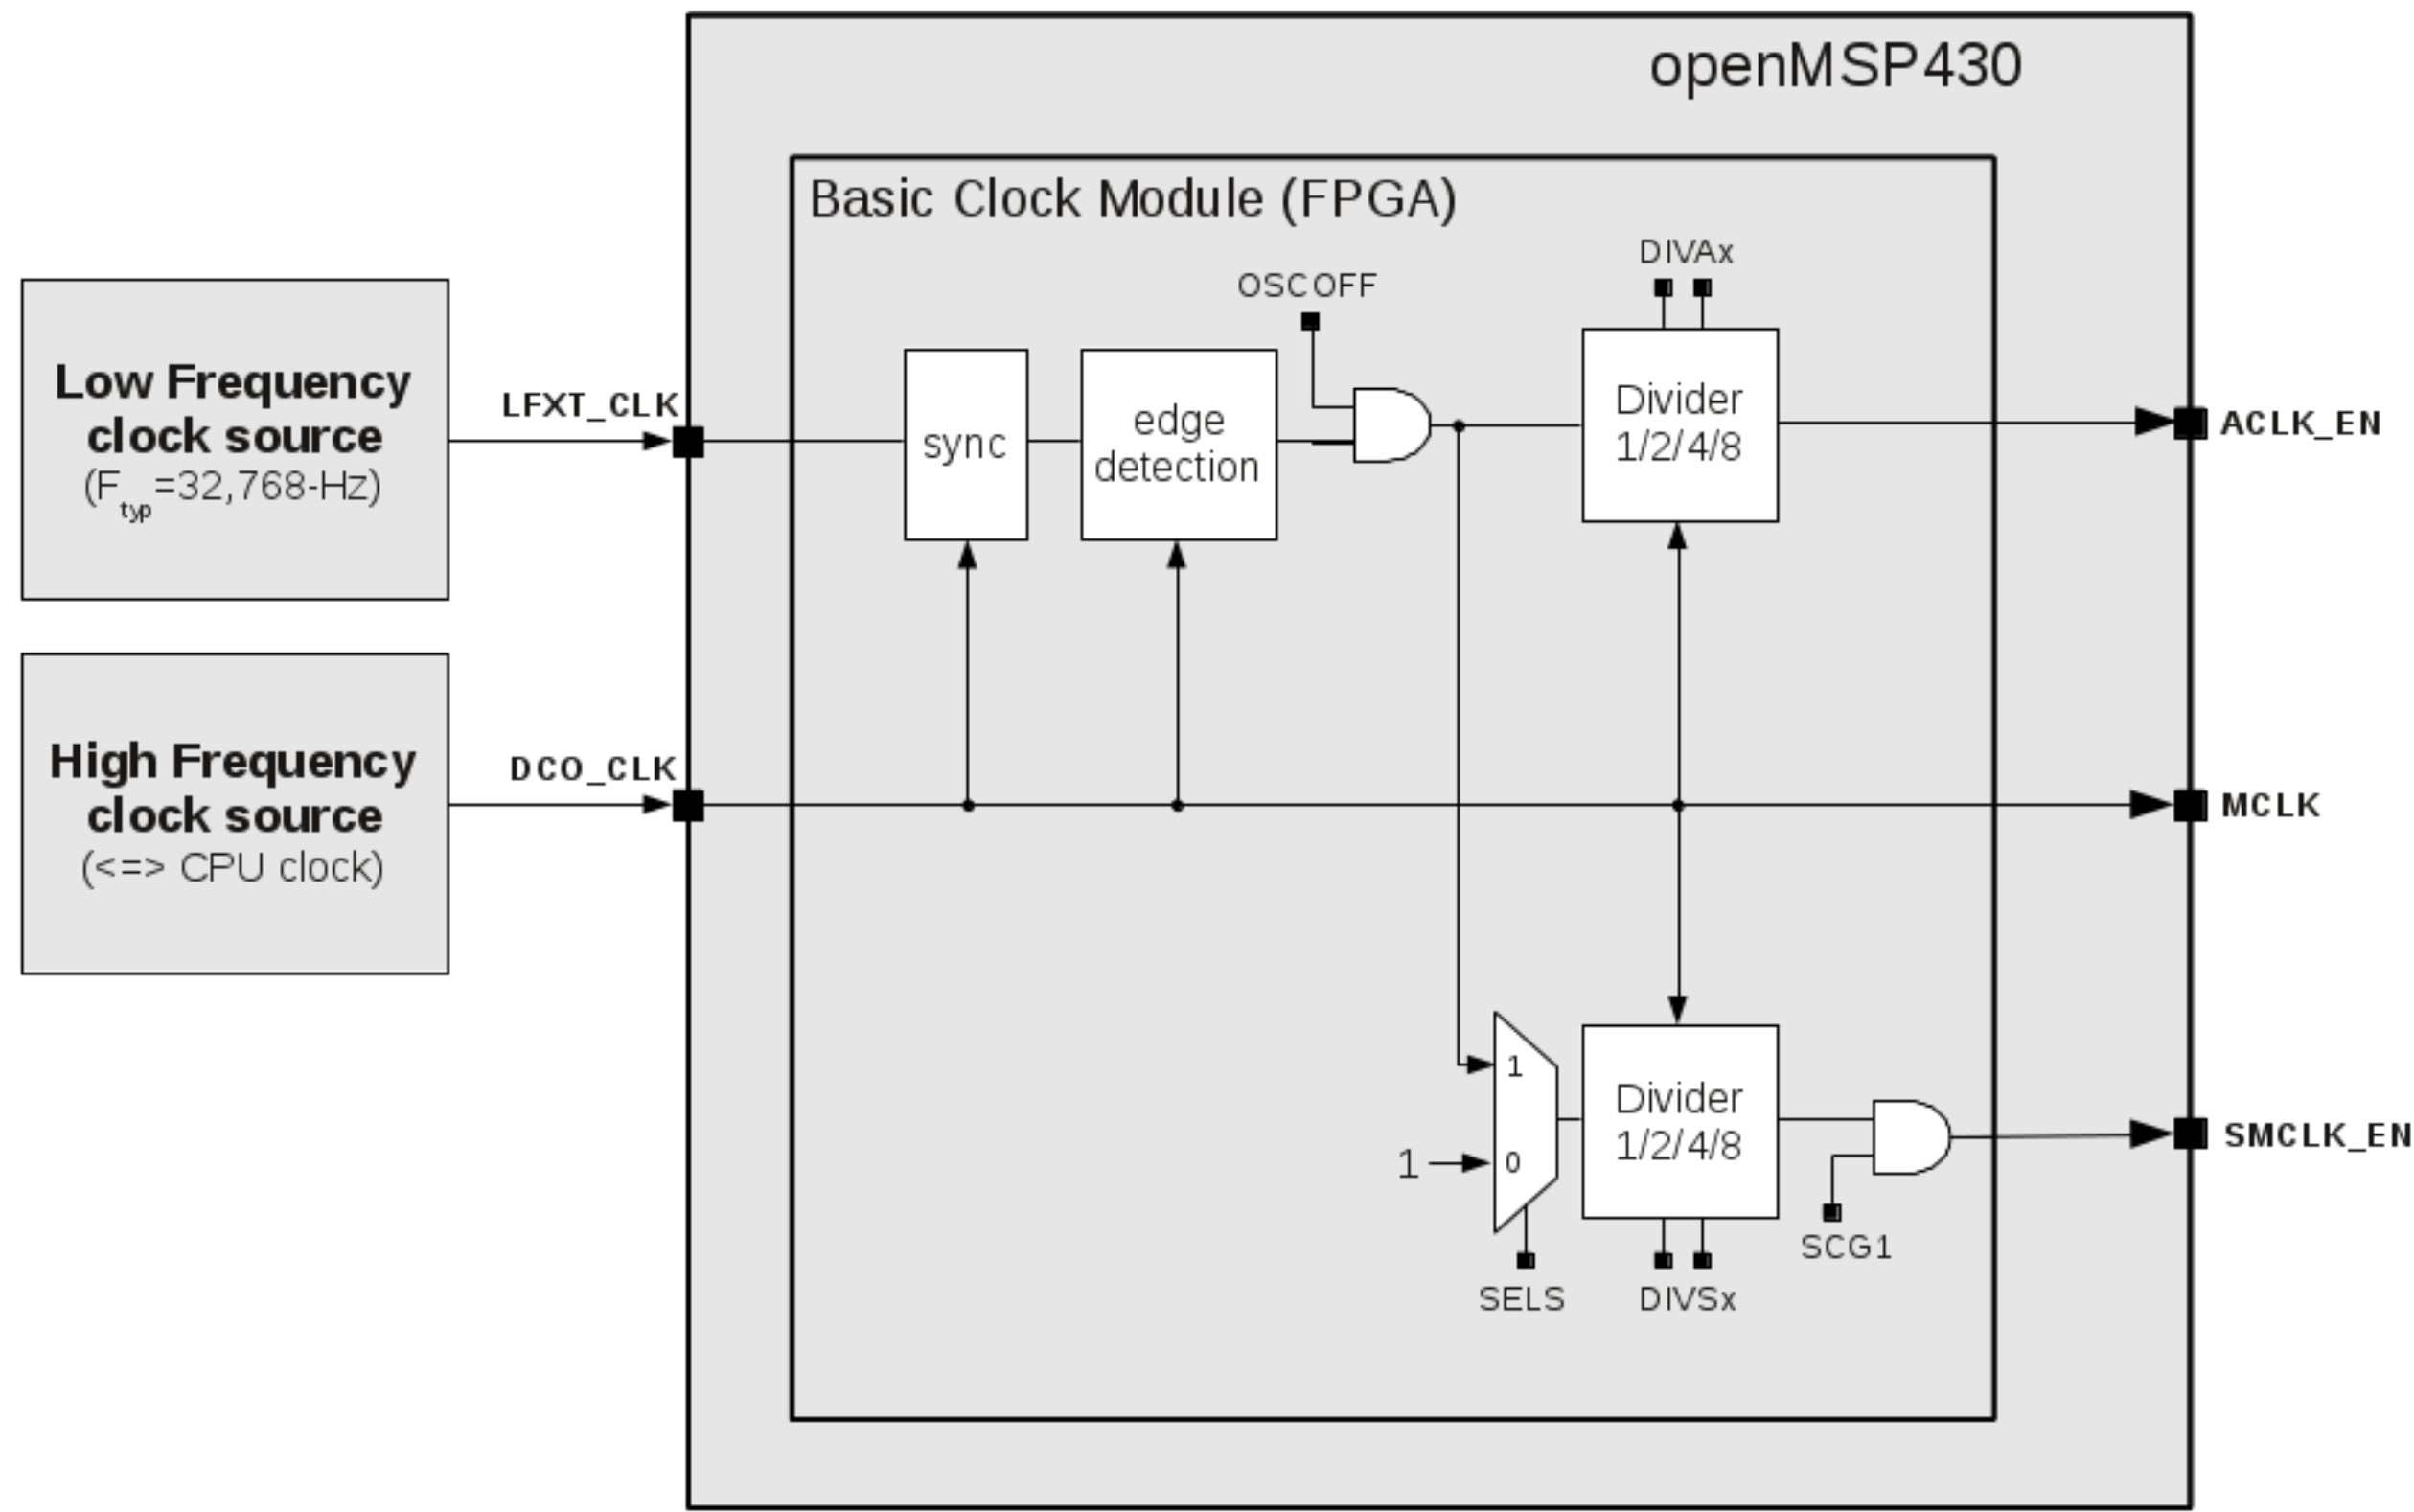 openMSP430
Basic Clock Module (FPGA)
DIVAx
OSCOFF
Low Frequency
clock source
(Ftyp=32,768-Hz)
LFXT_CLK
sync
edge
detection
Divider
1/2/4/8
ACLK_EN
High Frequency
clock source
(<=> CPU clock)
DCO_CLK
MCLK
1
1
0
Divider
1/2/4/8
SMCLK_EN
SCG1
SELS
DIVSx